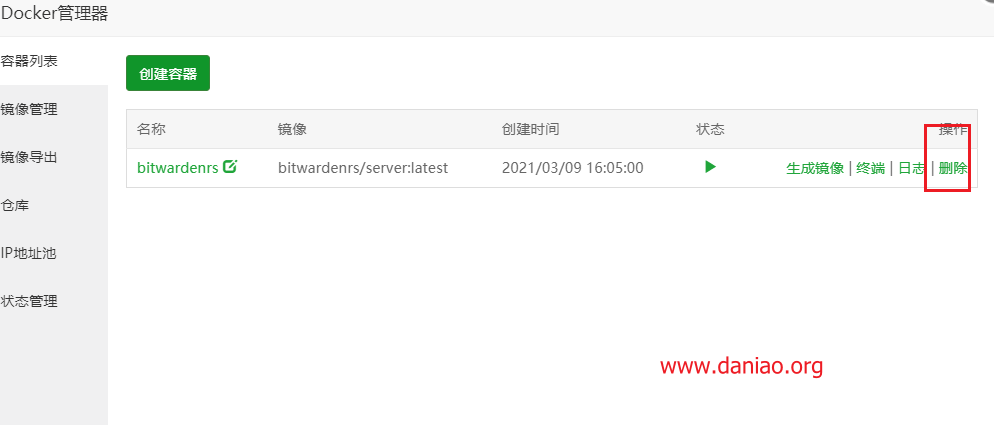 Docker管理器
容器列表
镜像管理
镜像导出
仓库
IP地址池
状态管理
创建容器
名称 镜像 创建时间 状态 操作
bitwardenrs bitwardenrs/server:latest 2021/03/09 16:05:00 生成镜像 | 终端 | 日志 | 删除
www.daniao.org